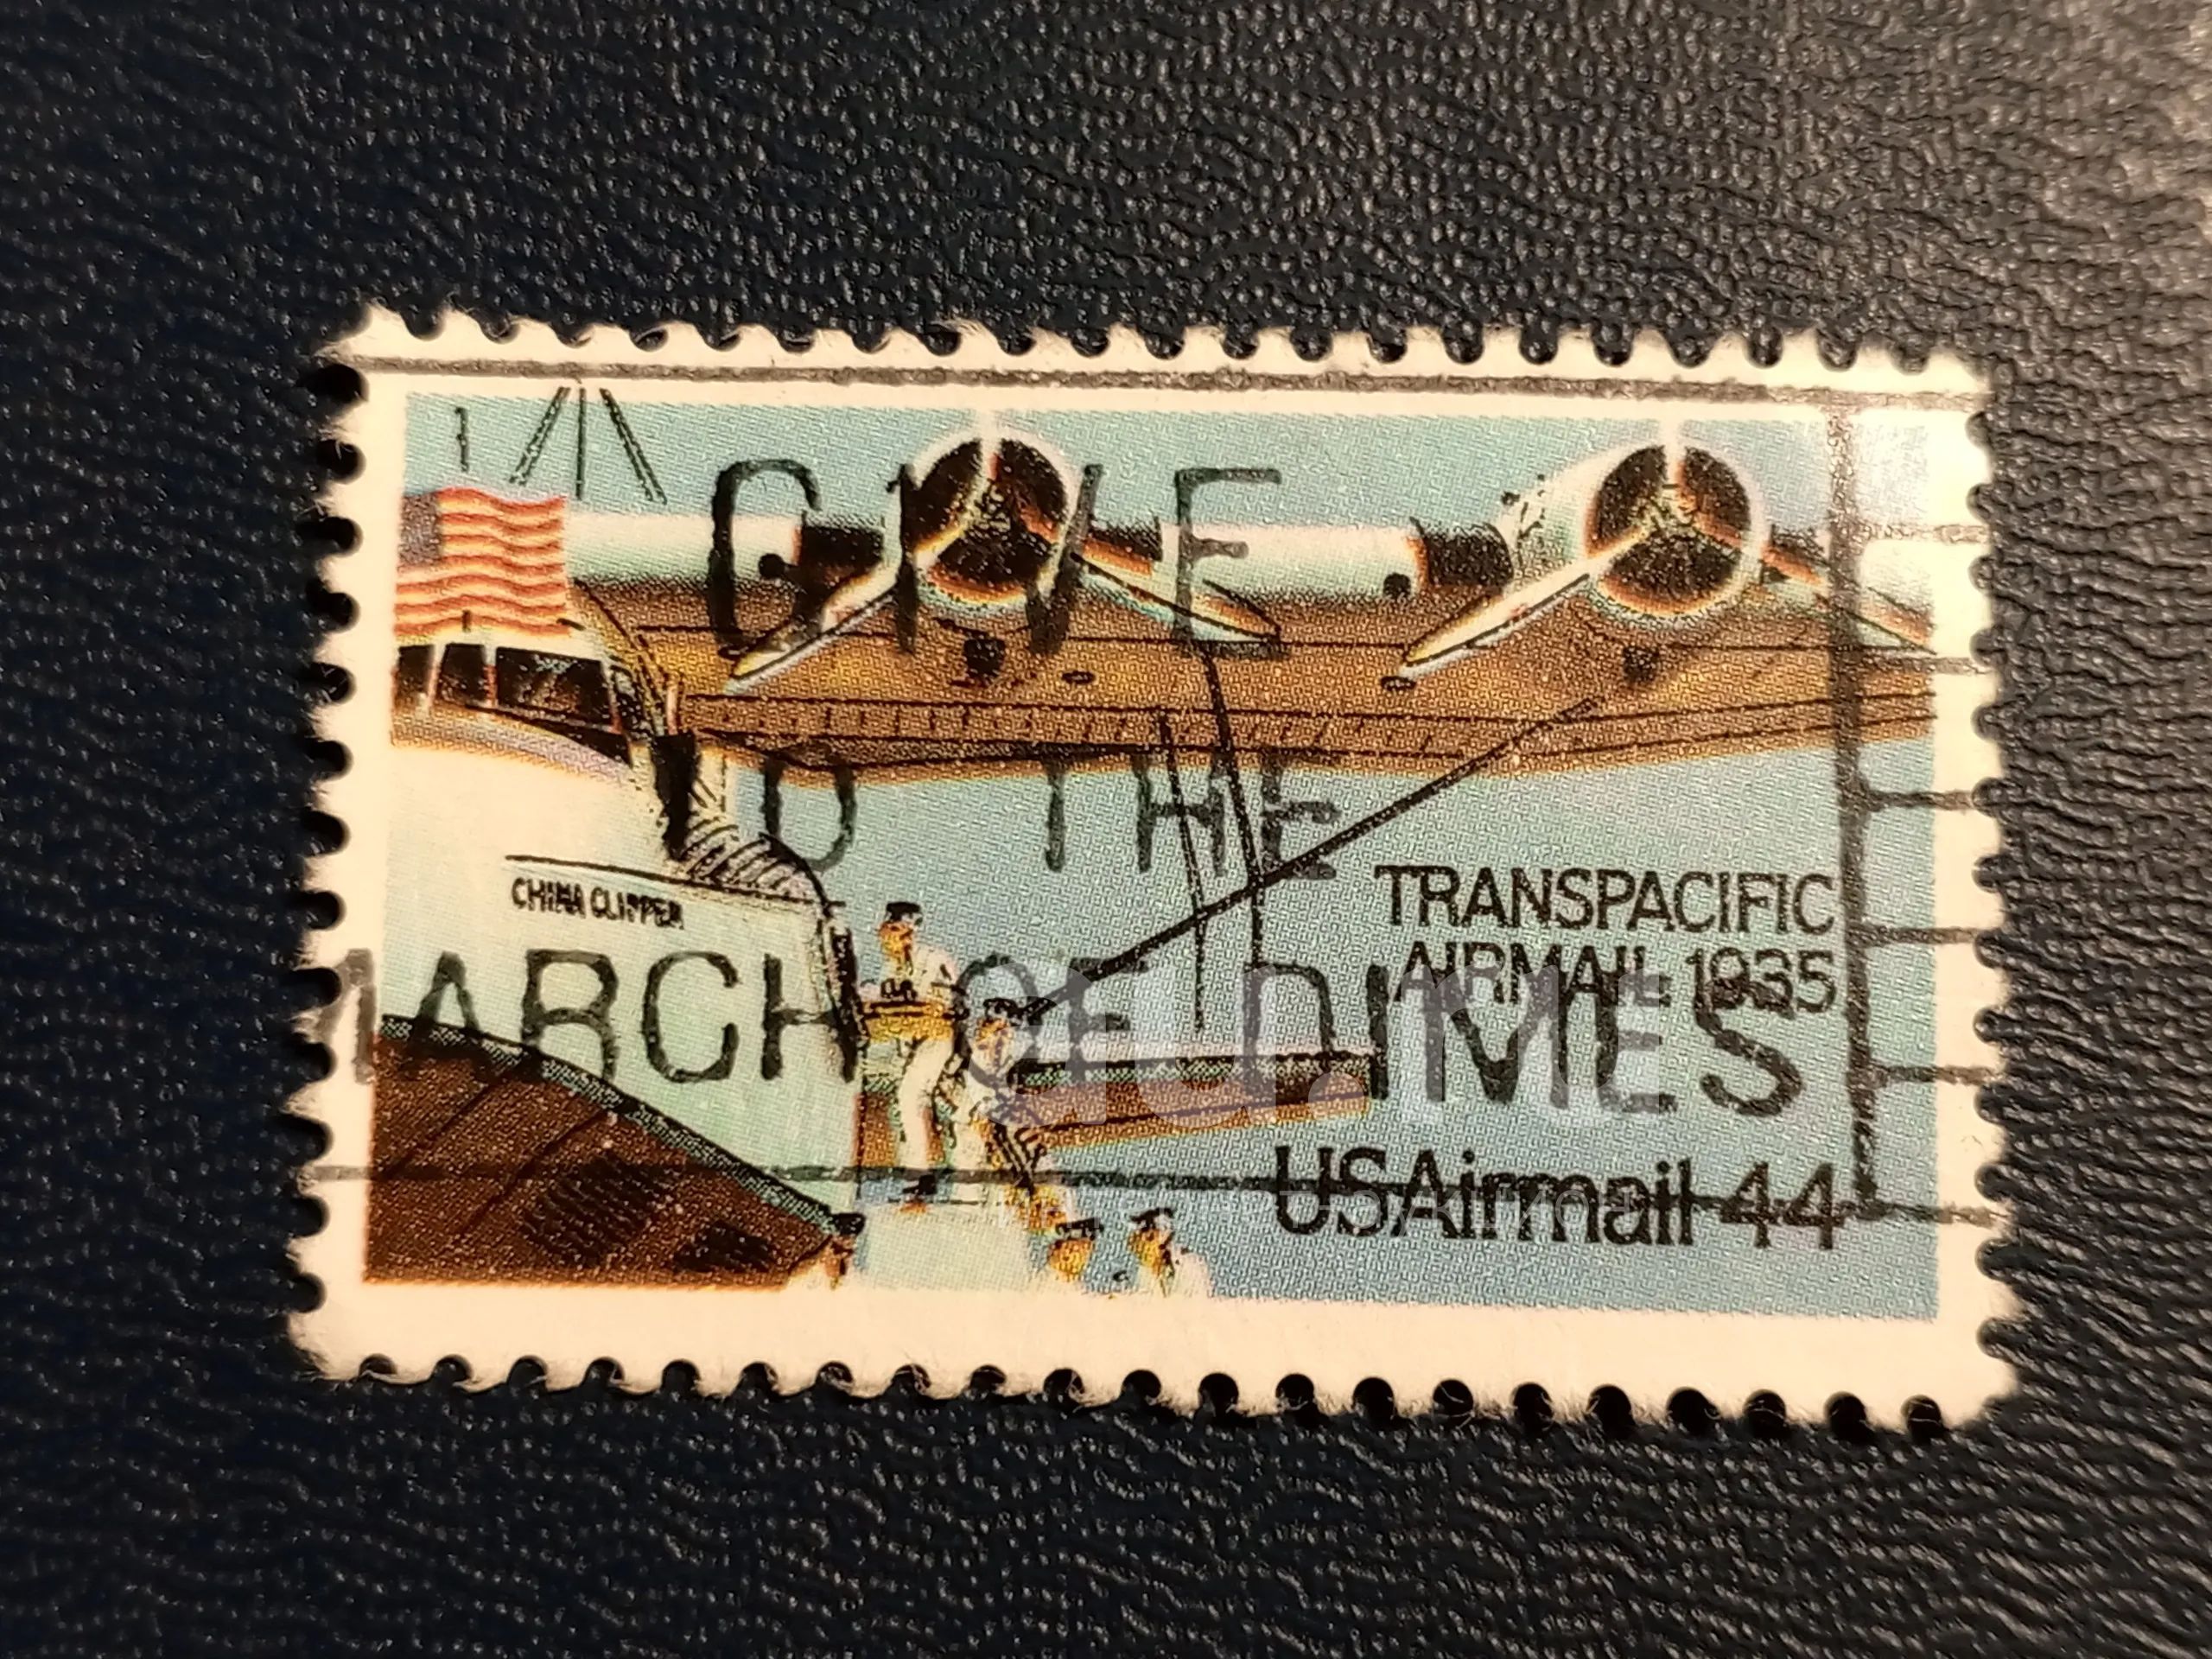 GIVE
TO THE
CHINA CLIPPER
MARCH OF DIMES
TRANSPACIFIC
AIRMAIL 1935
USAirmail 44